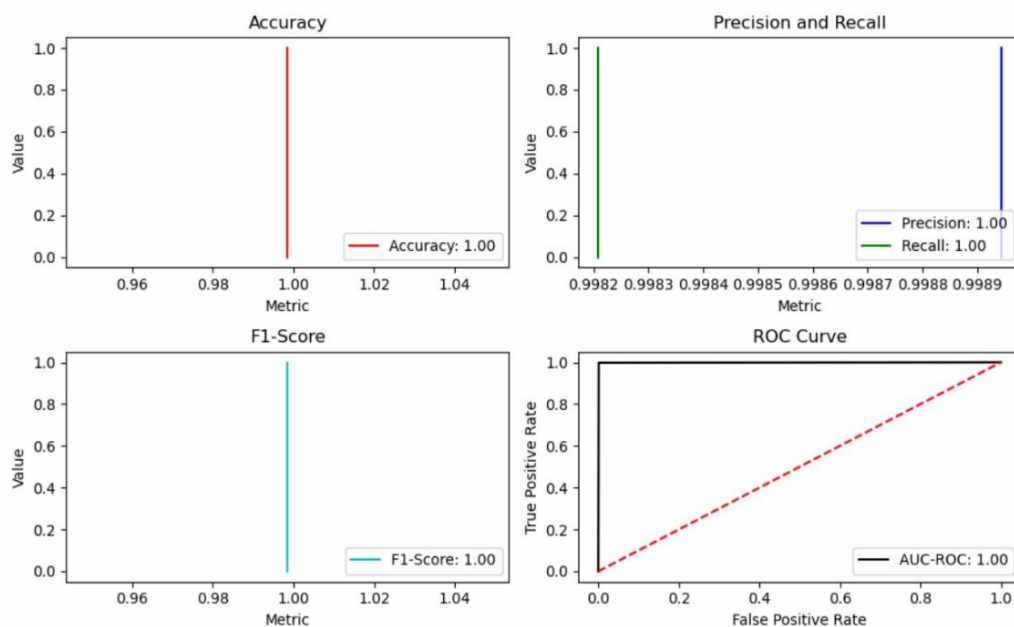 Accuracy
1.0
0.8
0.6
0.4
0.2
0.0
Value
Accuracy: 1.00
0.96 0.98 1.00 1.02 1.04
Metric
Precision and Recall
1.0
0.8
0.6
0.4
0.2
0.0
Value
Precision: 1.00
Recall: 1.00
0.9982 0.9983 0.9984 0.9985 0.9986 0.9987 0.9988 0.9989
Metric
F1-Score
1.0
0.8
0.6
0.4
0.2
0.0
Value
F1-Score: 1.00
0.96 0.98 1.00 1.02 1.04
Metric
ROC Curve
1.0
0.8
0.6
0.4
0.2
0.0
True Positive Rate
AUC-ROC: 1.00
0.0 0.2 0.4 0.6 0.8 1.0
False Positive Rate